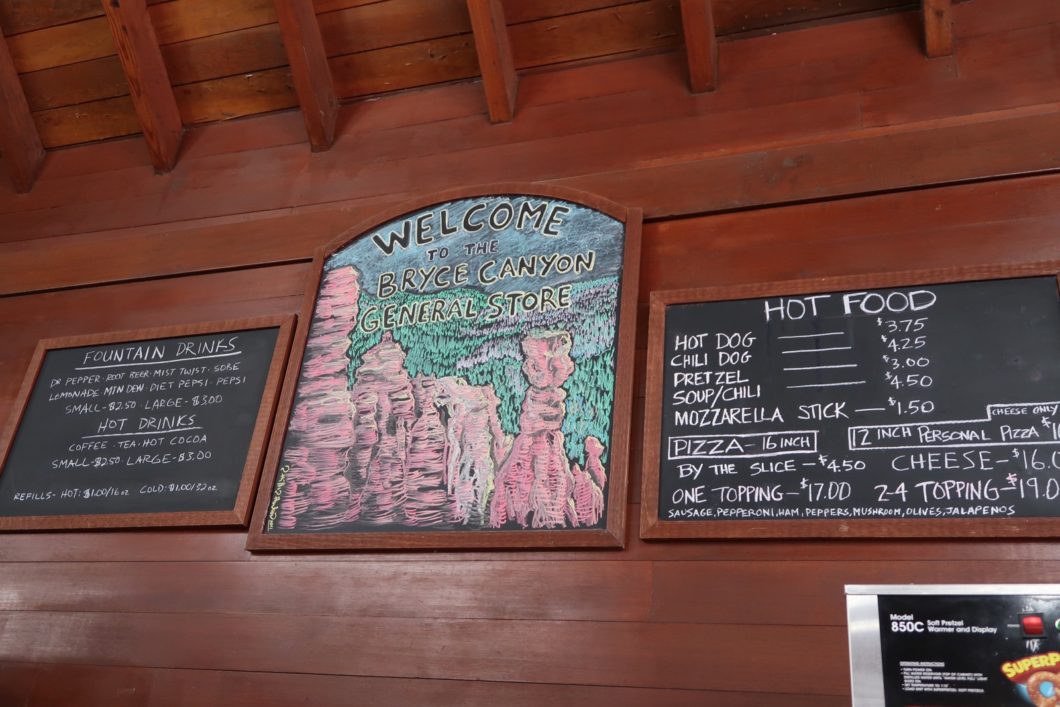 FOUNTAIN DRINKS
DR PEPPER · ROOT BEER · MIST TWIST · SOBE
LEMONADE · MTN DEW · DIET PEPSI · PEPSI
SMALL-$2.50 · LARGE-$3.00
HOT DRINKS
COFFEE · TEA · HOT COCOA
SMALL-$2.50 · LARGE-$3.00
REFILLS- HOT: $1.00/16oz COLD: $1.00/32oz
WELCOME
TO THE
BRYCE CANYON
GENERAL STORE
HOT FOOD
HOT DOG $3.75
CHILI DOG $4.25
PRETZEL $3.00
SOUP/CHILI $4.50
MOZZARELLA STICK $1.50
PIZZA-16 INCH
BY THE SLICE-$4.50
CHEESE ONLY
12 INCH PERSONAL PIZZA
CHEESE-$16.0
ONE TOPPING-$17.00 2-4 TOPPING-$19.0
SAUSAGE, PEPPERONI, HAM, PEPPERS, MUSHROOM, OLIVES, JALAPENOS
Model
850C Soft Pretzel
Warmer and Display
POWER
OPERATING INSTRUCTIONS
SUPERP